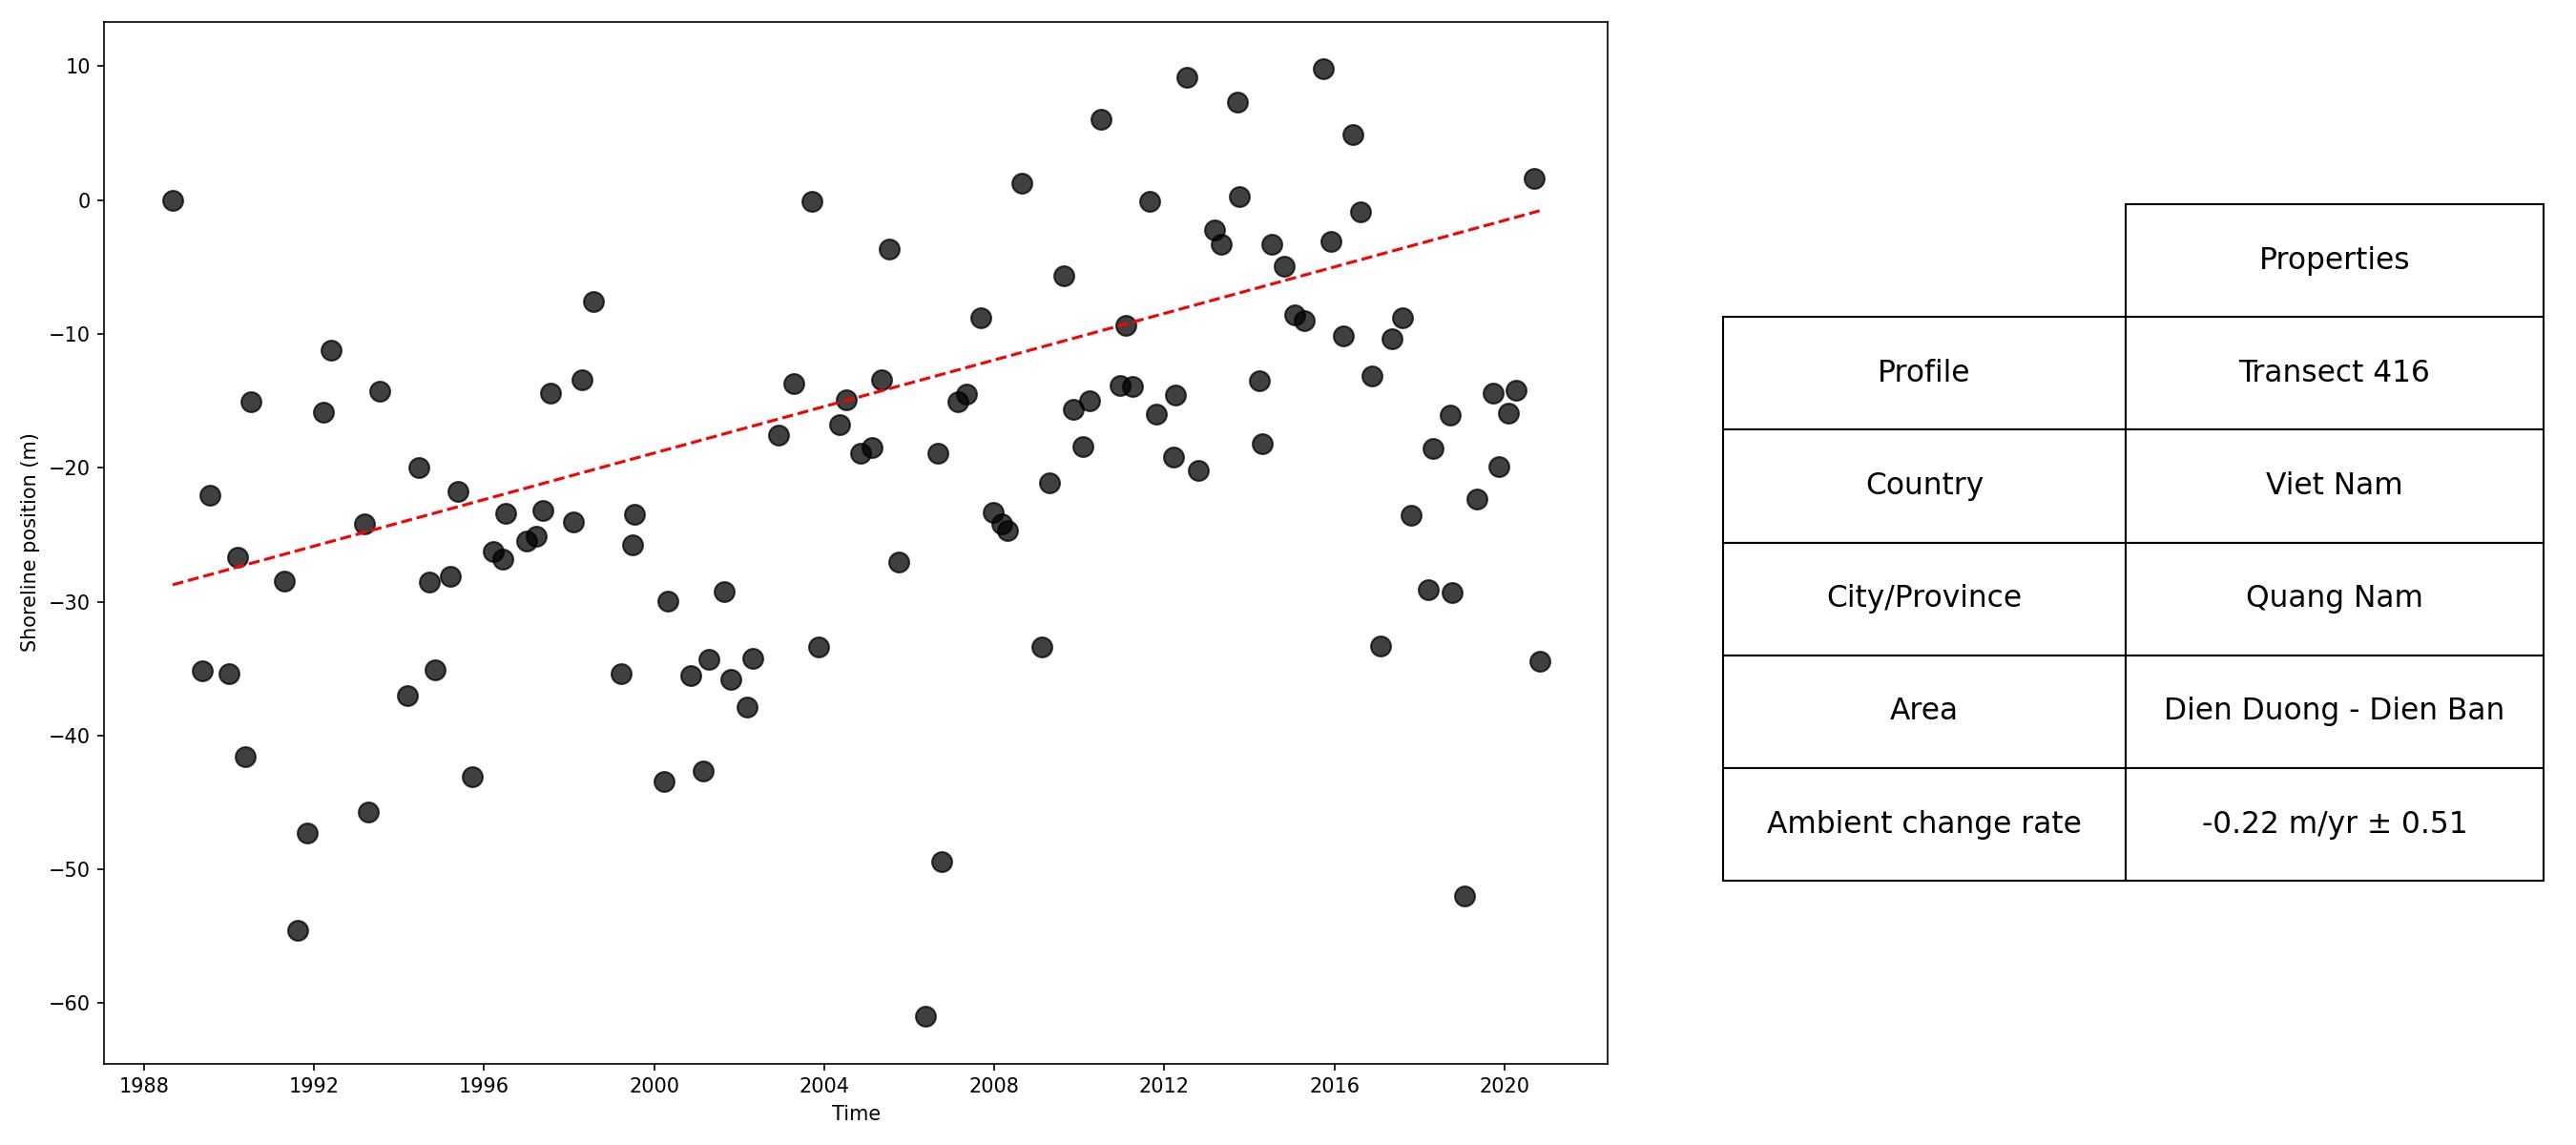 10
0
−10
−20
−30
−40
−50
−60
Shoreline position (m)
1988 1992 1996 2000 2004 2008 2012 2016 2020
Time
Properties
Profile Transect 416
Country Viet Nam
City/Province Quang Nam
Area Dien Duong - Dien Ban
Ambient change rate -0.22 m/yr ± 0.51